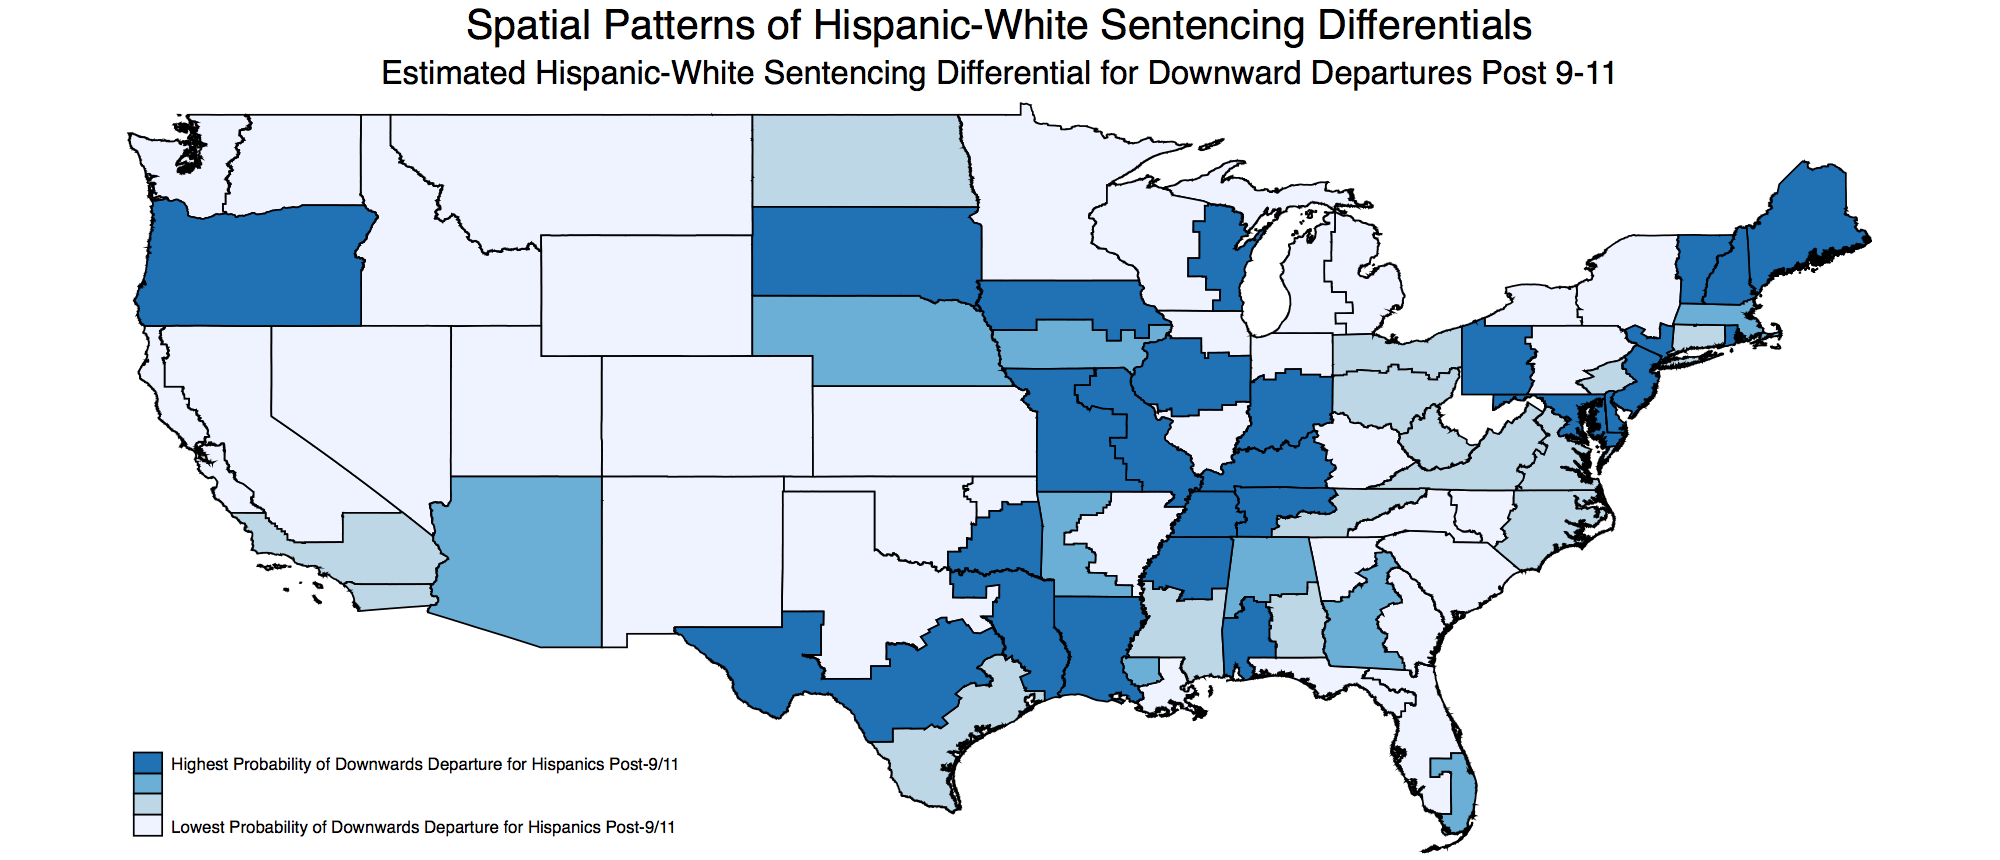 Spatial Patterns of Hispanic-White Sentencing Differentials
Estimated Hispanic-White Sentencing Differential for Downward Departures Post 9-11
Highest Probability of Downwards Departure for Hispanics Post-9/11
Lowest Probability of Downwards Departure for Hispanics Post-9/11